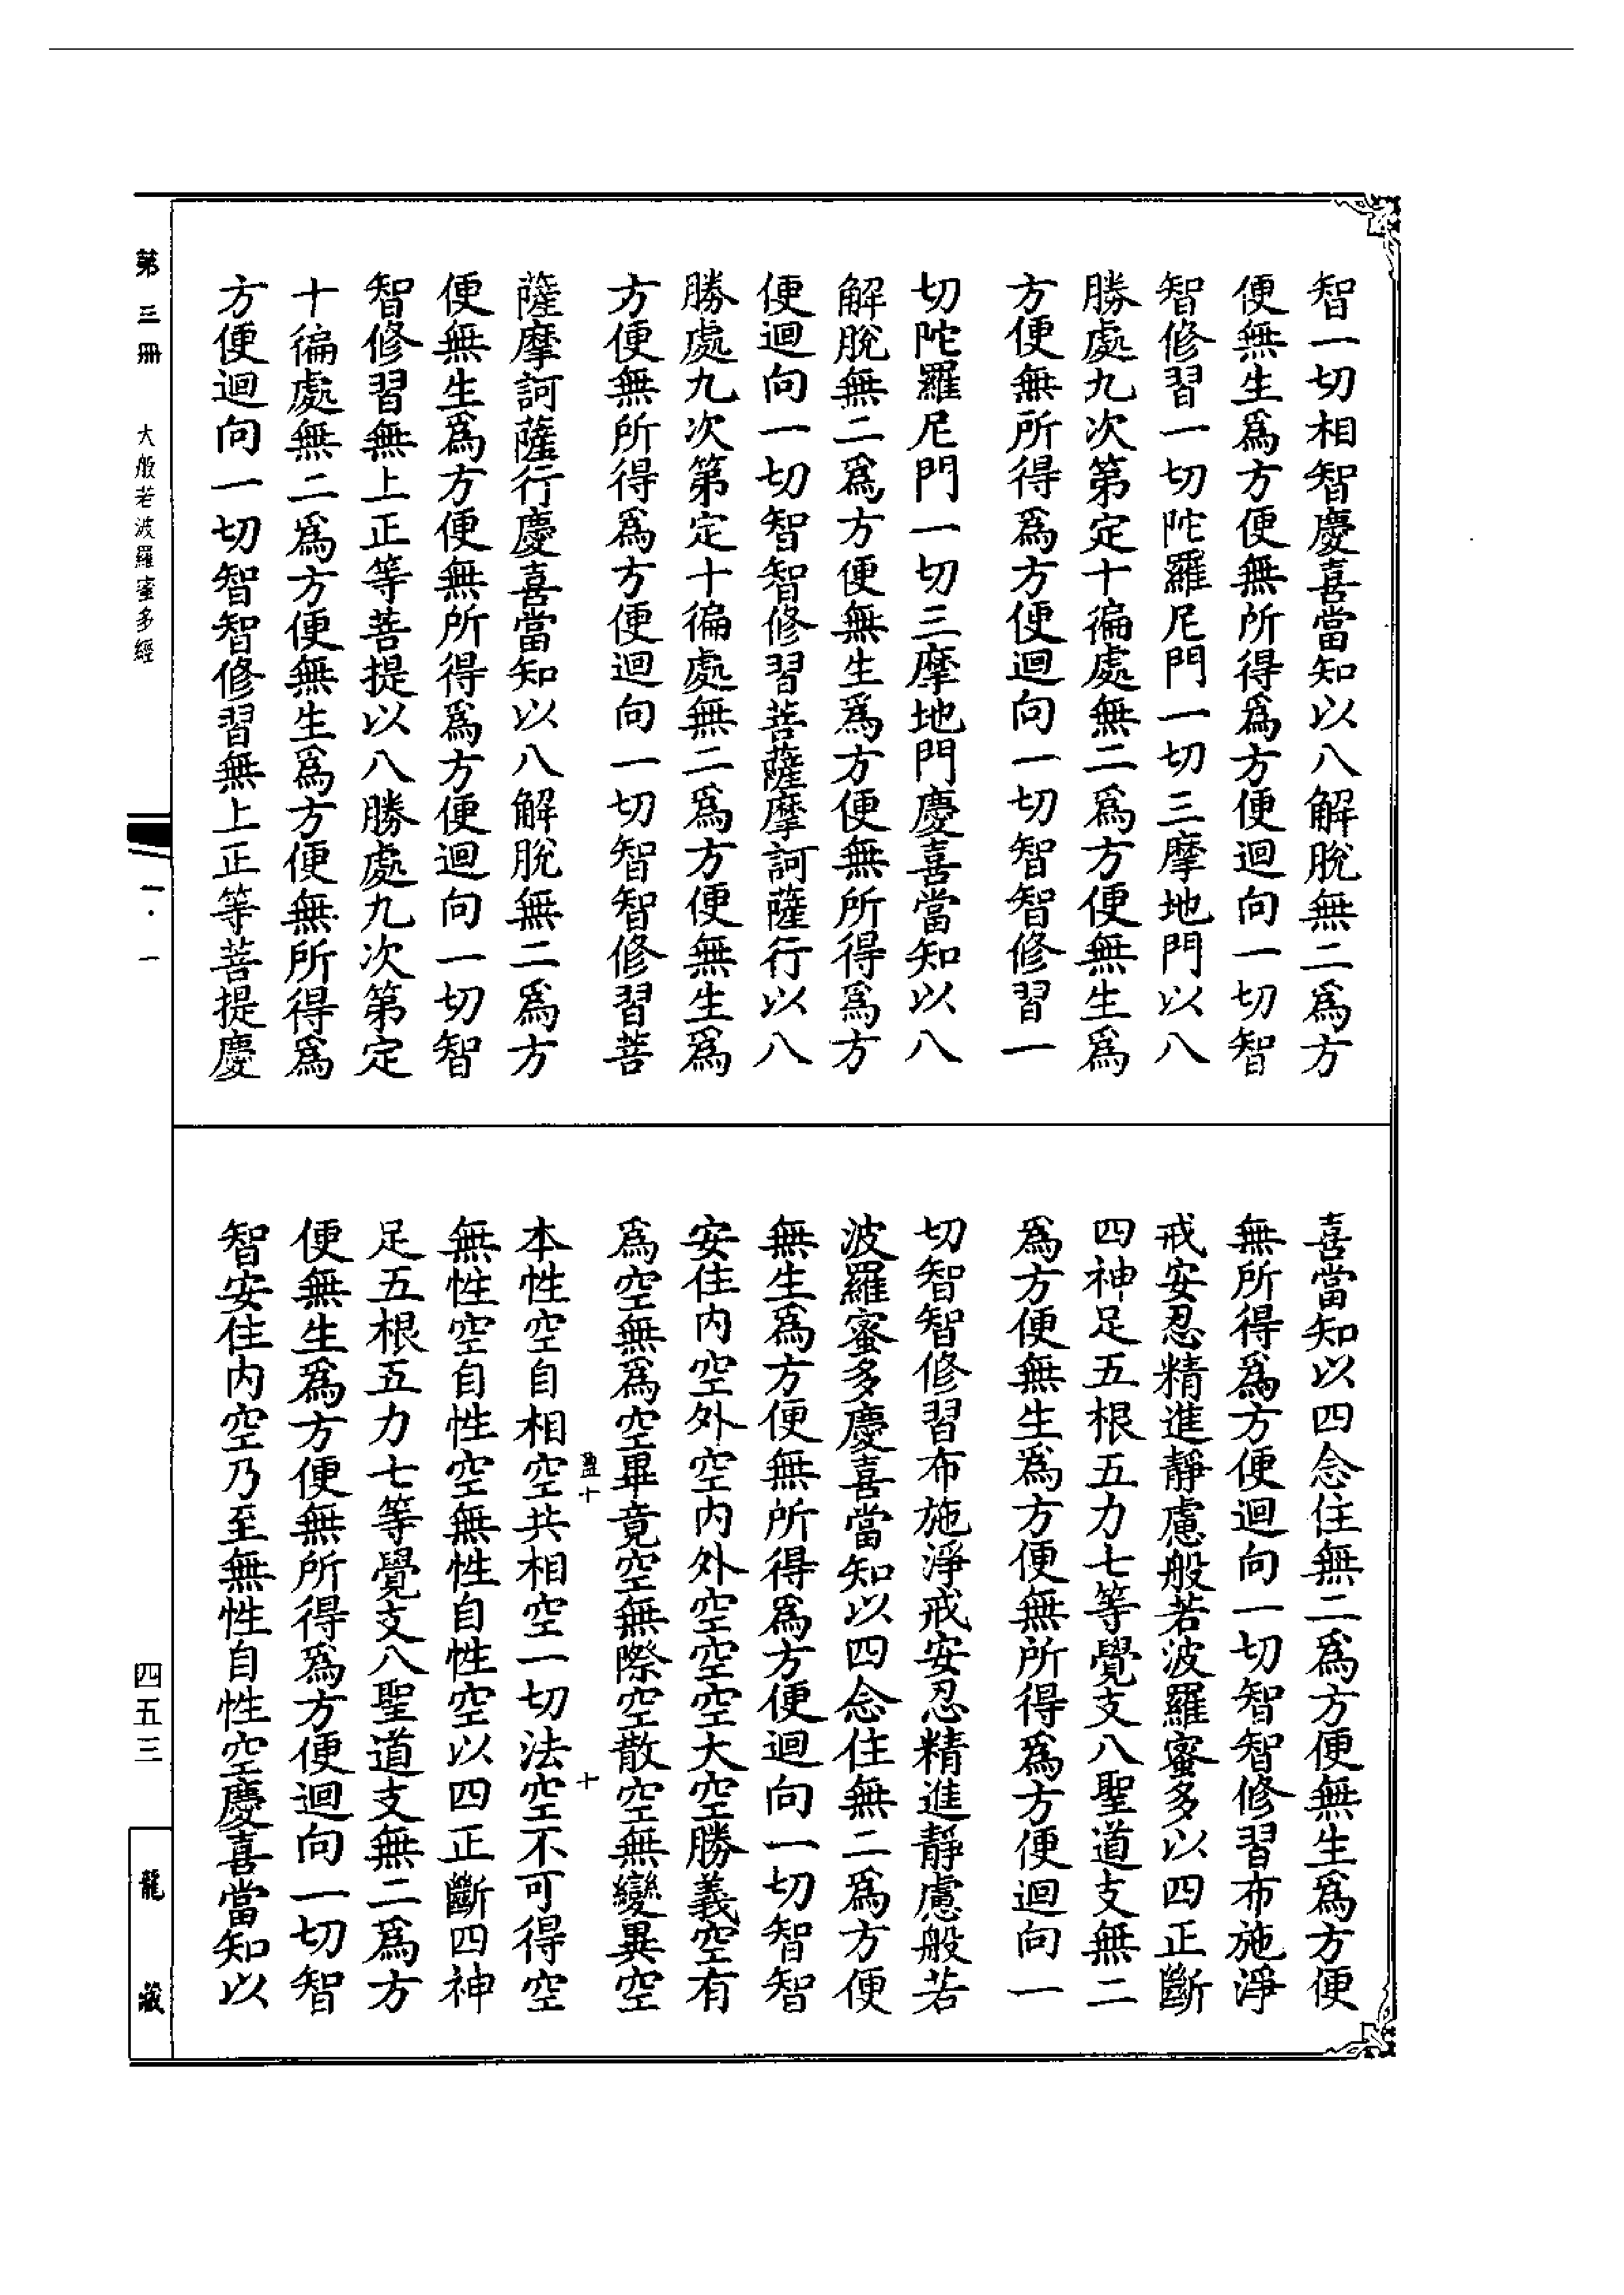 智一切相智慶喜當知以八解脫無二爲方
便無生爲方便無所得爲方便迴向一切智
智修習一切陀羅尼門一切三摩地門以八
勝處九次第定十徧處無二爲方便無生爲
方便無所得爲方便迴向一切智智修習一
切陀羅尼門一切三摩地門慶喜當知以八
解脫無二爲方便無生爲方便無所得爲方
便迴向一切智智修習菩薩摩訶薩行以八
勝處九次第定十徧處無二爲方便無生爲
方便無所得爲方便迴向一切智智修習菩
薩摩訶薩行慶喜當知以八解脫無二爲方
便無生爲方便無所得爲方便迴向一切智
智修習無上正等菩提以八勝處九次第定
十徧處無二爲方便無生爲方便無所得爲
方便迴向一切智智修習無上正等菩提慶
喜當知以四念住無二爲方便無生爲方便
無所得爲方便迴向一切智智修習布施淨
戒安忍精進靜慮般若波羅蜜多以四正斷
四神足五根五力七等覺支八聖道支無二
爲方便無生爲方便無所得爲方便迴向一
切智智修習布施淨戒安忍精進靜慮般若
波羅蜜多慶喜當知以四念住無二爲方便
無生爲方便無所得爲方便迴向一切智智
安住內空外空內外空空空大空勝義空有
爲空無爲空畢竟空無際空散空無變異空
盈十 十
本性空自相空共相空一切法空不可得空
無性空自性空無性自性空以四正斷四神
足五根五力七等覺支八聖道支無二爲方
便無生爲方便無所得爲方便迴向一切智
智安住內空乃至無性自性空慶喜當知以
第三冊 大般若波羅蜜多經
一·一
四五三
龍藏